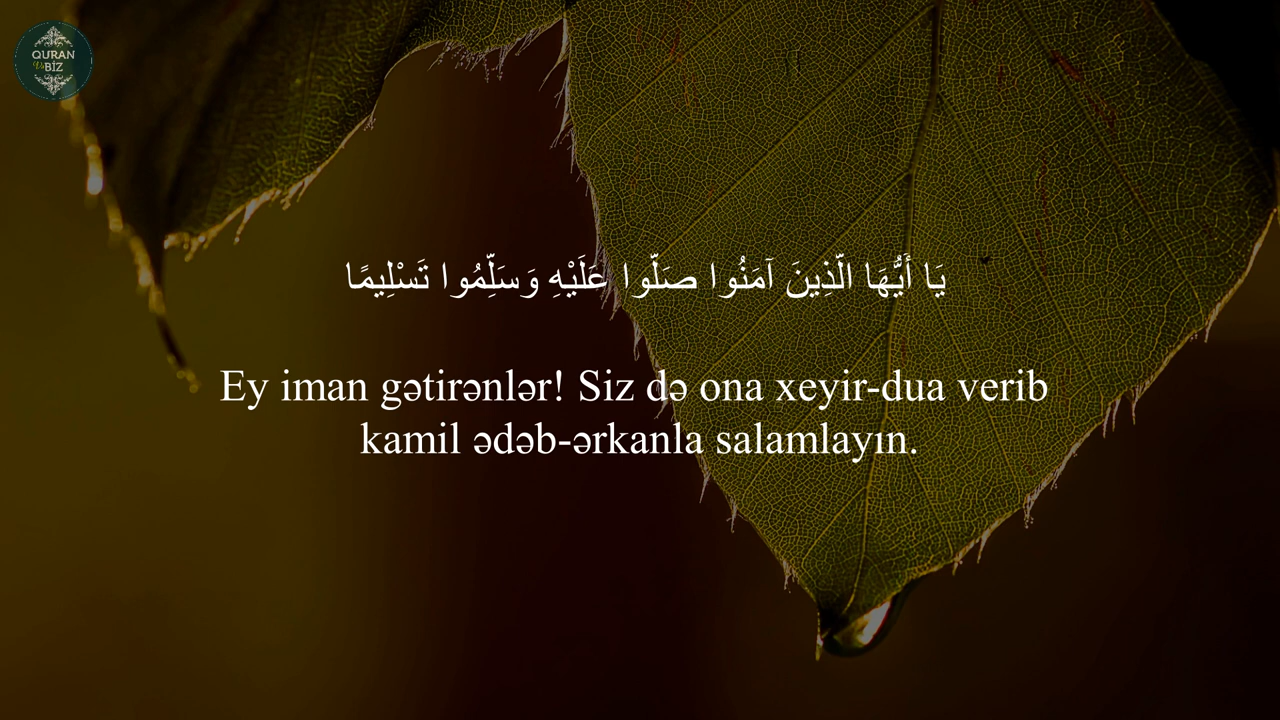 QURAN
Və BİZ
يَا أَيُّهَا الَّذِينَ آمَنُوا صَلُّوا عَلَيْهِ وَسَلِّمُوا تَسْلِيمًا
Ey iman gətirənlər! Siz də ona xeyir-dua verib
kamil ədəb-ərkanla salamlayın.